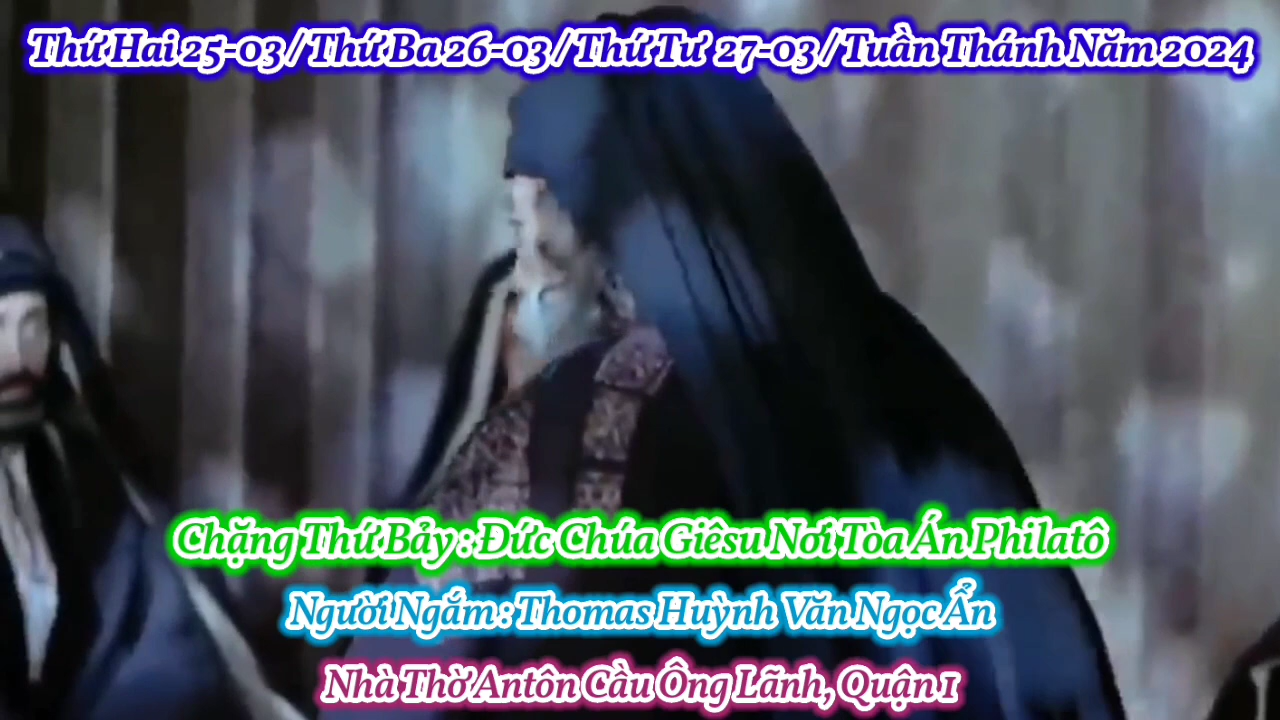 Thứ Hai 25-03 / Thứ Ba 26-03 / Thứ Tư 27-03 / Tuần Thánh Năm 2024
Chặng Thứ Bảy : Đức Chúa Giêsu Nơi Tòa Án Philatô
Người Ngắm : Thomas Huỳnh Văn Ngọc Ẩn
Nhà Thờ Antôn Cầu Ông Lãnh, Quận 1